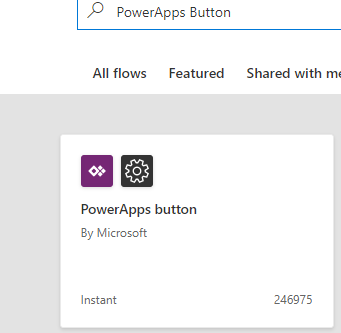 PowerApps Button
All flows Featured Shared with me
PowerApps button
By Microsoft
Instant 246975